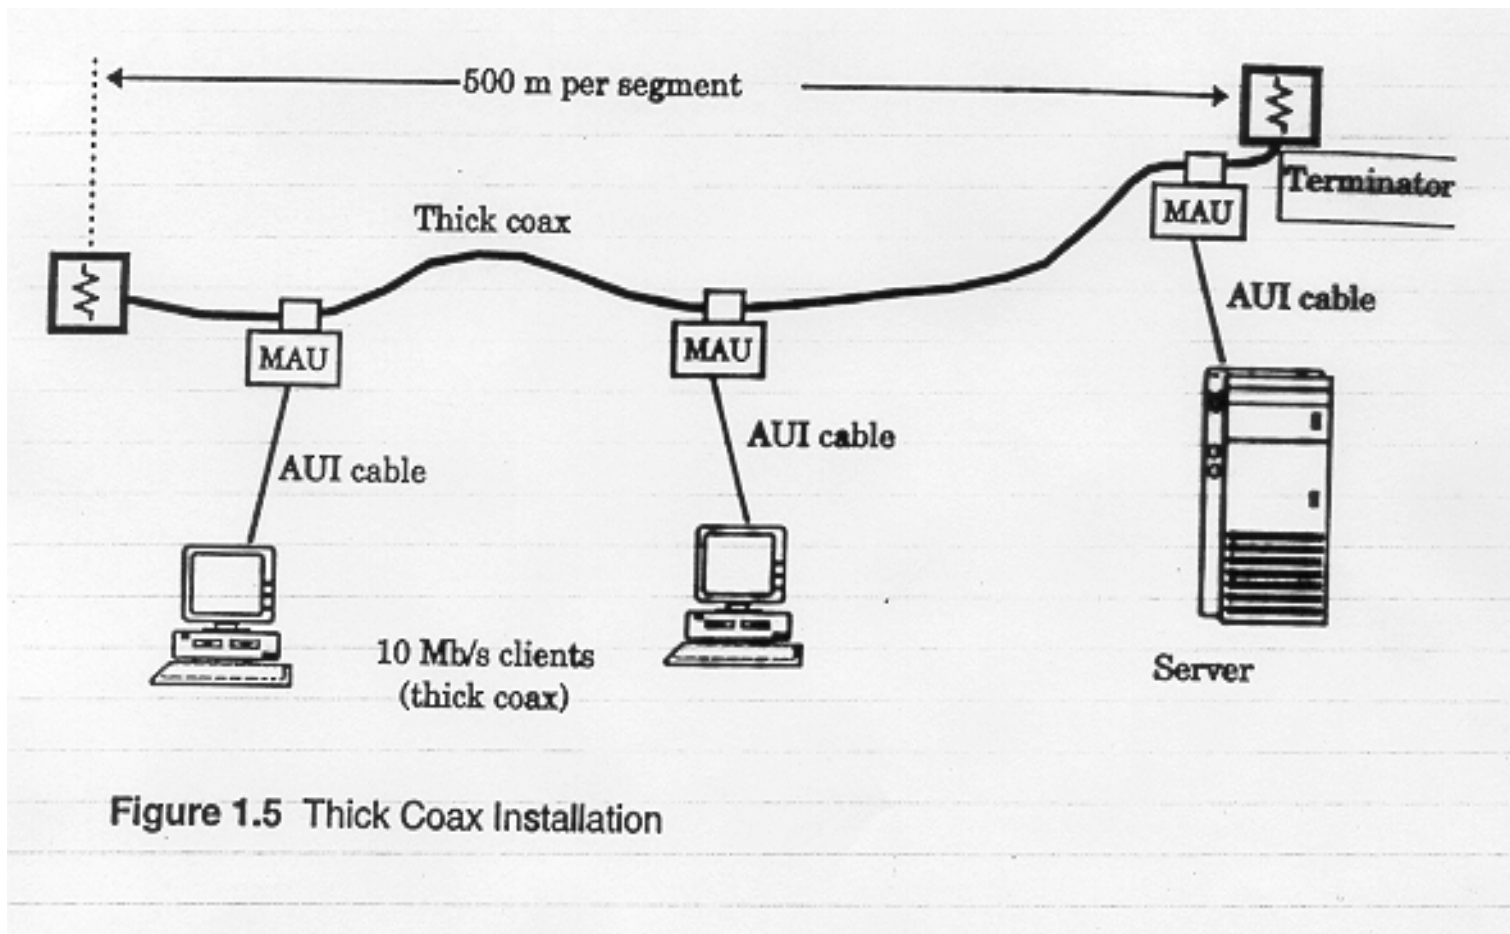 500 m per segment
Terminator
Thick coax
MAU
AUI cable
MAU
MAU
AUI cable
AUI cable
10 Mb/s clients
(thick coax)
Server
Figure 1.5 Thick Coax Installation